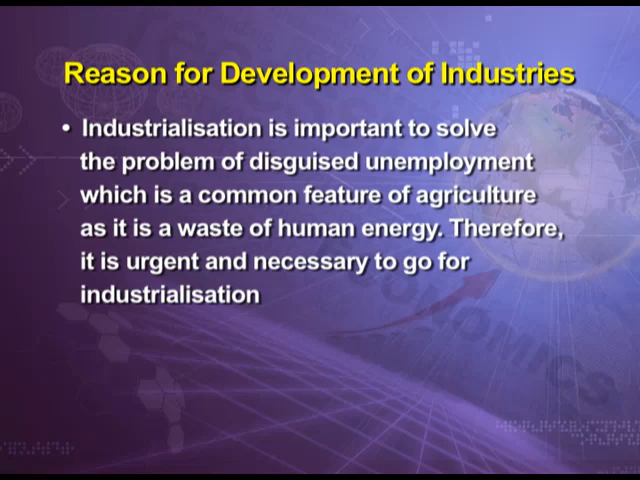 Reason for Development of Industries
• Industrialisation is important to solve
the problem of disguised unemployment
which is a common feature of agriculture
as it is a waste of human energy. Therefore,
it is urgent and necessary to go for
industrialisation
ECONOMICS